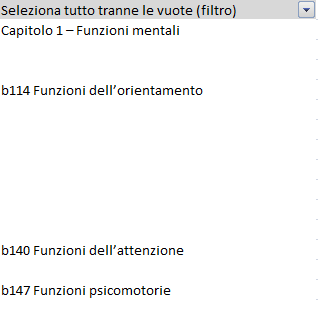 Seleziona tutto tranne le vuote (filtro)
Capitolo 1 – Funzioni mentali
b114 Funzioni dell’orientamento
b140 Funzioni dell’attenzione
b147 Funzioni psicomotorie